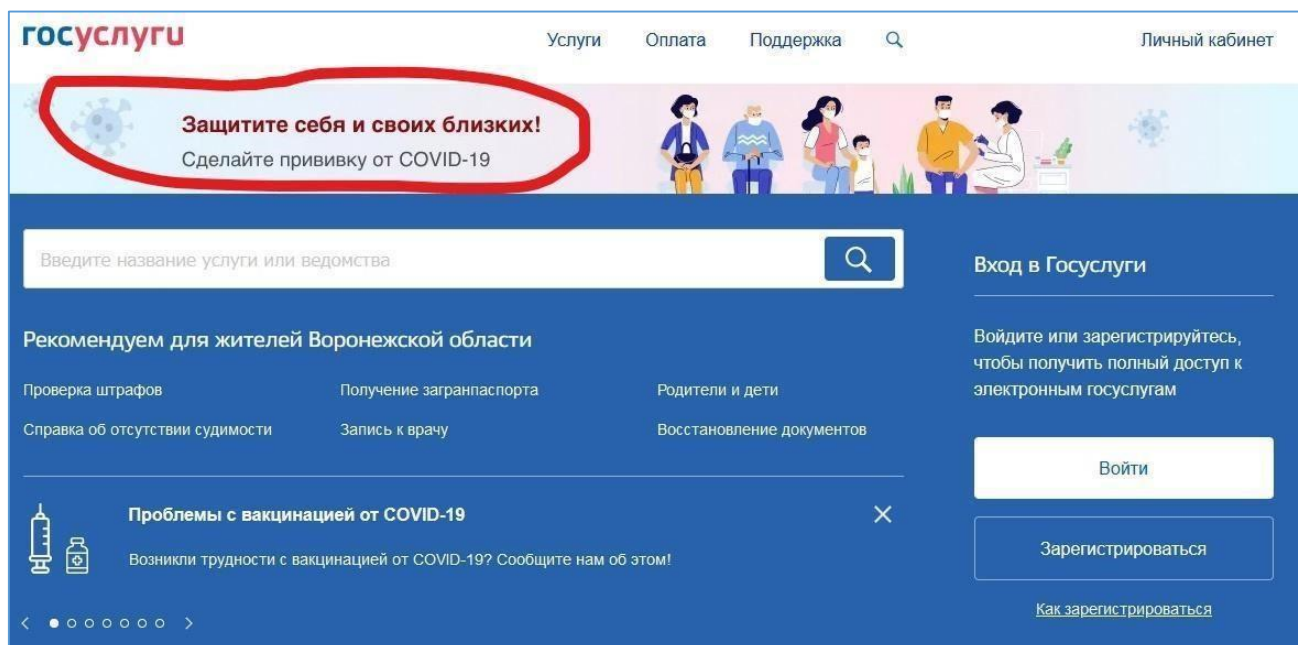 госуслуги
Услуги Оплата Поддержка Личный кабинет
Защитите себя и своих близких!
Сделайте прививку от COVID-19
Введите название услуги или ведомства
Рекомендуем для жителей Воронежской области
Проверка штрафов Получение загранпаспорта Родители и дети
Справка об отсутствии судимости Запись к врачу Восстановление документов
Проблемы с вакцинацией от COVID-19
Возникли трудности с вакцинацией от COVID-19? Сообщите нам об этом!
Вход в Госуслуги
Войдите или зарегистрируйтесь,
чтобы получить полный доступ к
электронным госуслугам
Войти
Зарегистрироваться
Как зарегистрироваться